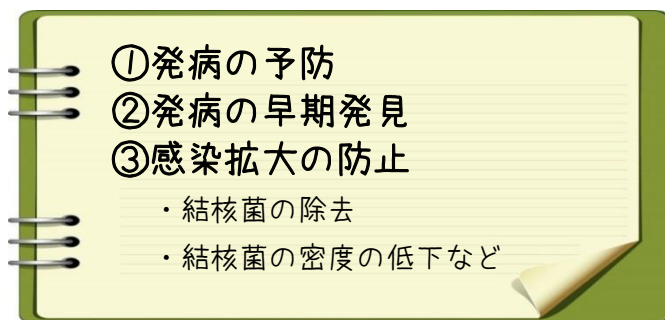 ①発病の予防
②発病の早期発見
③感染拡大の防止
・結核菌の除去
・結核菌の密度の低下など